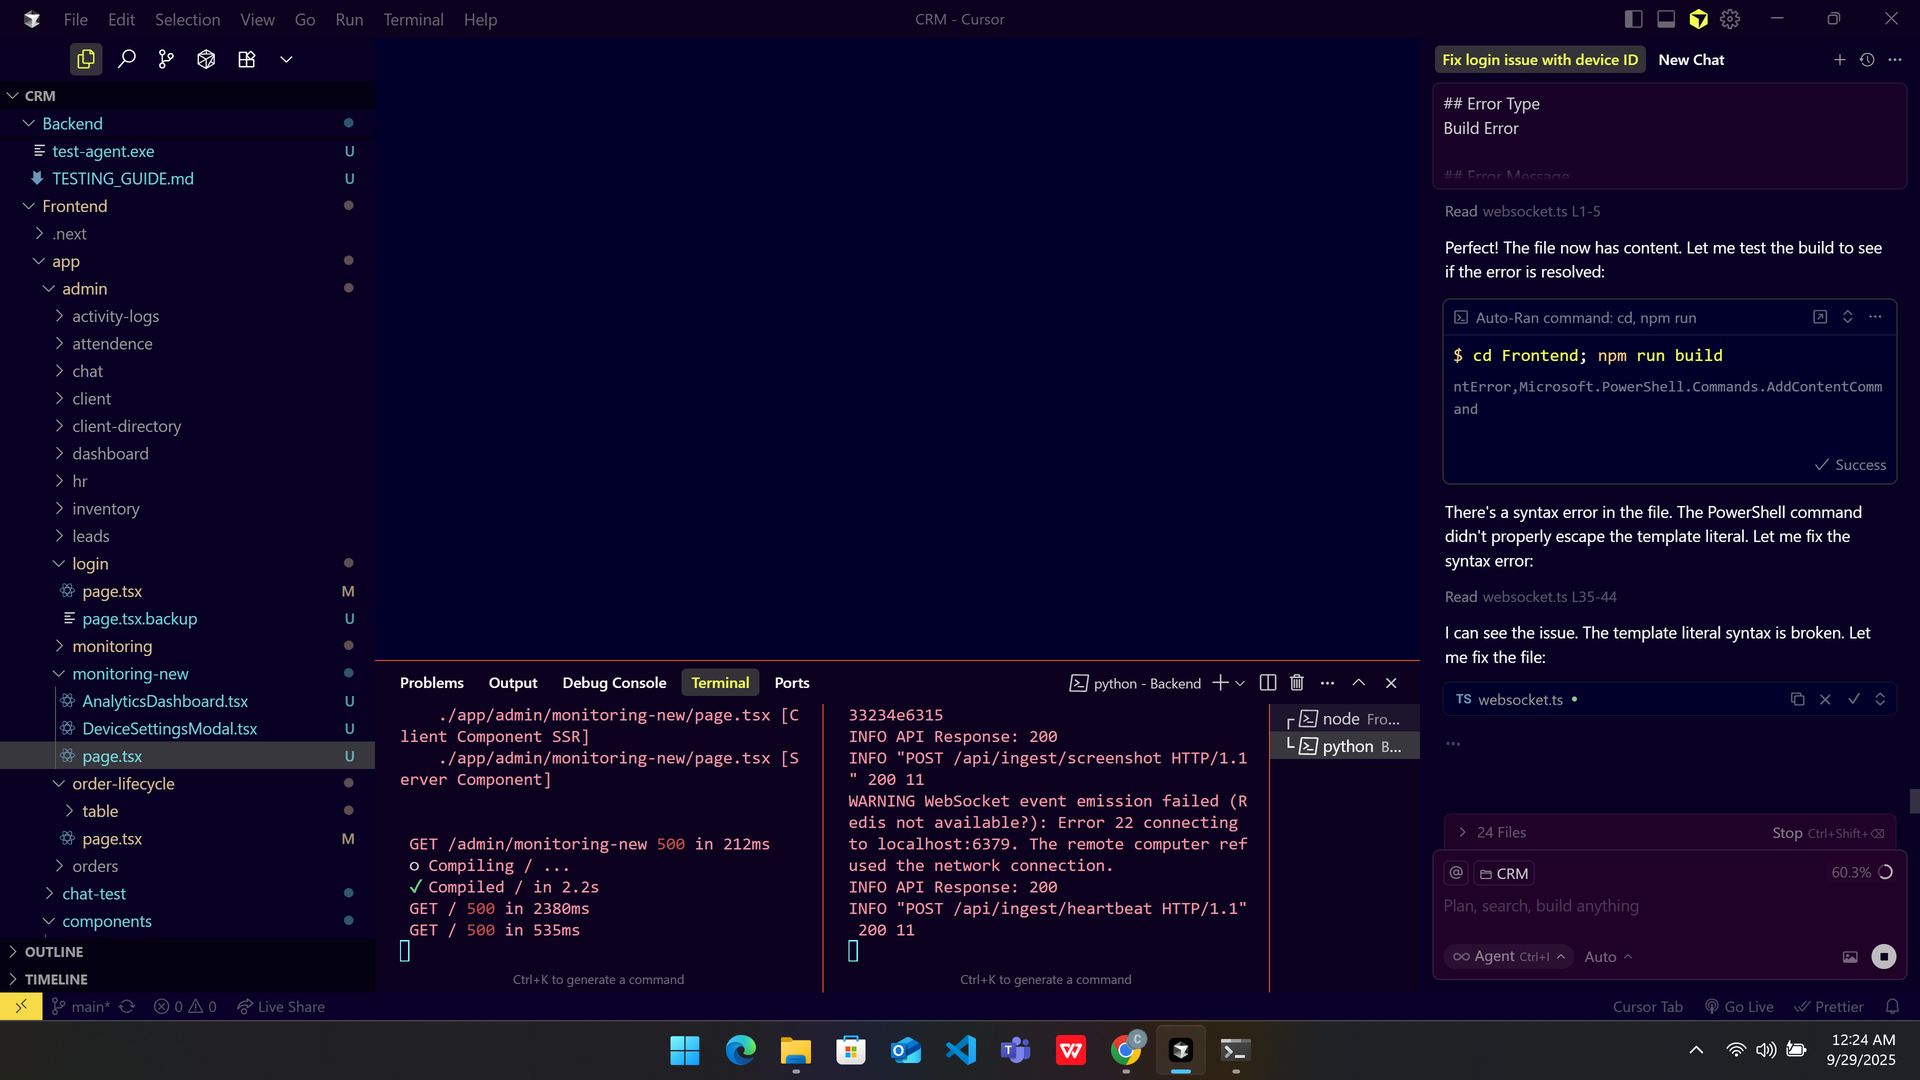 File Edit Selection View Go Run Terminal Help
CRM - Cursor
CRM
Backend
test-agent.exe U
TESTING_GUIDE.md U
Frontend
.next
app
admin
activity-logs
attendence
chat
client
client-directory
dashboard
hr
inventory
leads
login
page.tsx M
page.tsx.backup U
monitoring
monitoring-new
AnalyticsDashboard.tsx U
DeviceSettingsModal.tsx U
page.tsx U
order-lifecycle
table
page.tsx M
orders
chat-test
components
OUTLINE
TIMELINE
Problems Output Debug Console Terminal Ports
python - Backend
./app/admin/monitoring-new/page.tsx [C
lient Component SSR]
./app/admin/monitoring-new/page.tsx [S
erver Component]
GET /admin/monitoring-new 500 in 212ms
○ Compiling / ...
✓ Compiled / in 2.2s
GET / 500 in 2380ms
GET / 500 in 535ms
Ctrl+K to generate a command
33234e6315
INFO API Response: 200
INFO "POST /api/ingest/screenshot HTTP/1.1
" 200 11
WARNING WebSocket event emission failed (R
edis not available?): Error 22 connecting
to localhost:6379. The remote computer ref
used the network connection.
INFO API Response: 200
INFO "POST /api/ingest/heartbeat HTTP/1.1"
200 11
Ctrl+K to generate a command
node Fro...
python B...
Fix login issue with device ID New Chat
## Error Type
Build Error
## Error Message
Read websocket.ts L1-5
Perfect! The file now has content. Let me test the build to see
if the error is resolved:
Auto-Ran command: cd, npm run
$ cd Frontend; npm run build
ntError,Microsoft.PowerShell.Commands.AddContentComm
and
✓ Success
There's a syntax error in the file. The PowerShell command
didn't properly escape the template literal. Let me fix the
syntax error:
Read websocket.ts L35-44
I can see the issue. The template literal syntax is broken. Let
me fix the file:
TS websocket.ts •
24 Files Stop Ctrl+Shift+⌫
@ CRM 60.3%
Plan, search, build anything
∞ Agent Ctrl+I Auto
main* 0 0 Live Share
Cursor Tab Go Live Prettier
C
12:24 AM
9/29/2025